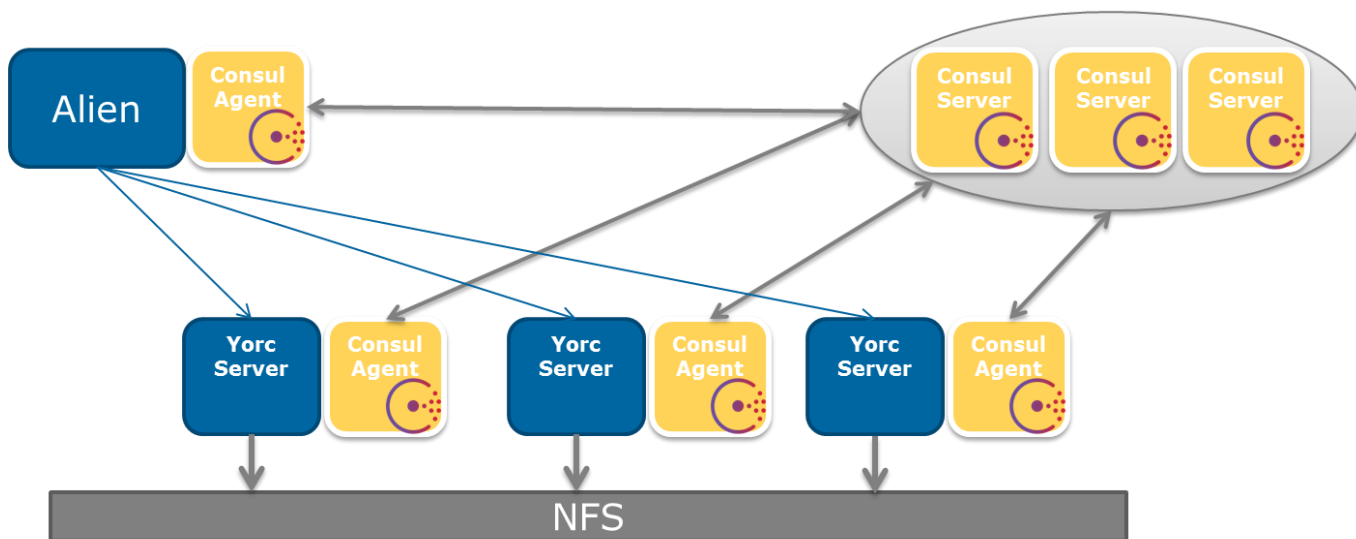 Alien
Consul
Agent
Consul
Server
Consul
Server
Consul
Server
Yorc
Server
Consul
Agent
Yorc
Server
Consul
Agent
Yorc
Server
Consul
Agent
NFS